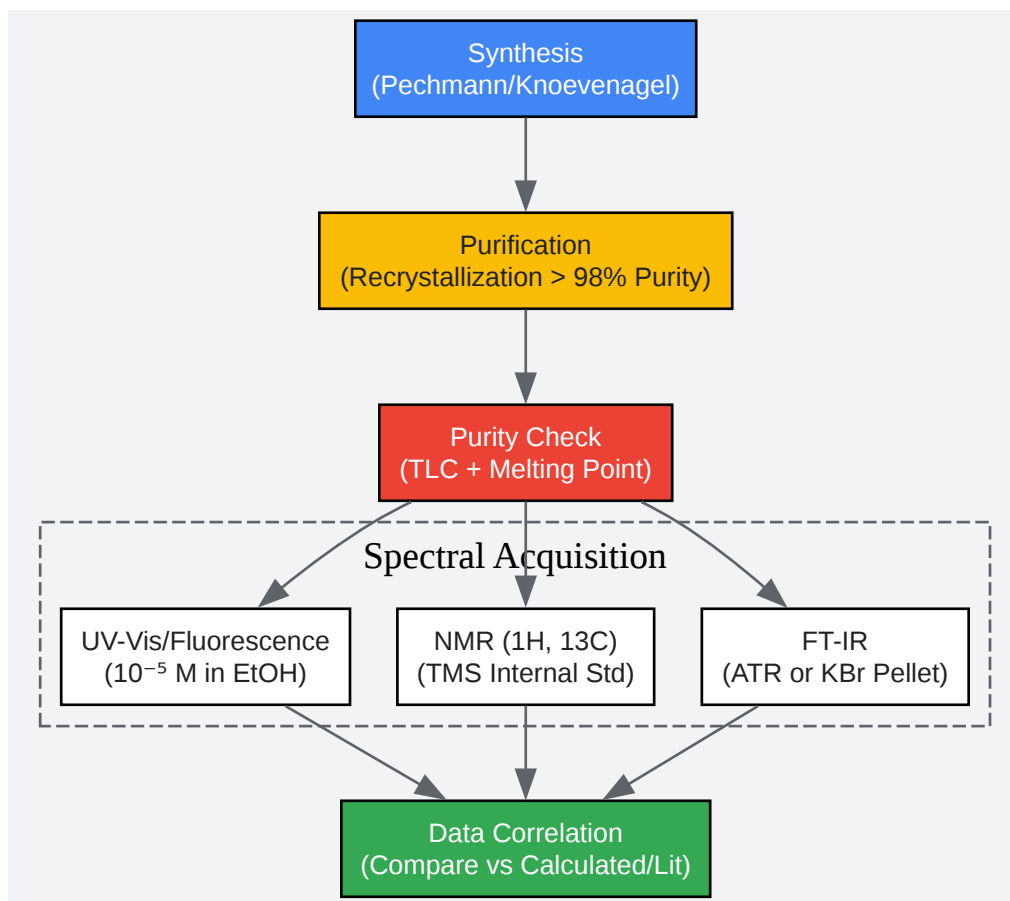 Synthesis
(Pechmann/Knoevenagel)
Purification
(Recrystallization > 98% Purity)
Purity Check
(TLC + Melting Point)
Spectral Acquisition
UV-Vis/Fluorescence
(10⁻⁵ M in EtOH)
NMR (1H, 13C)
(TMS Internal Std)
FT-IR
(ATR or KBr Pellet)
Data Correlation
(Compare vs Calculated/Lit)